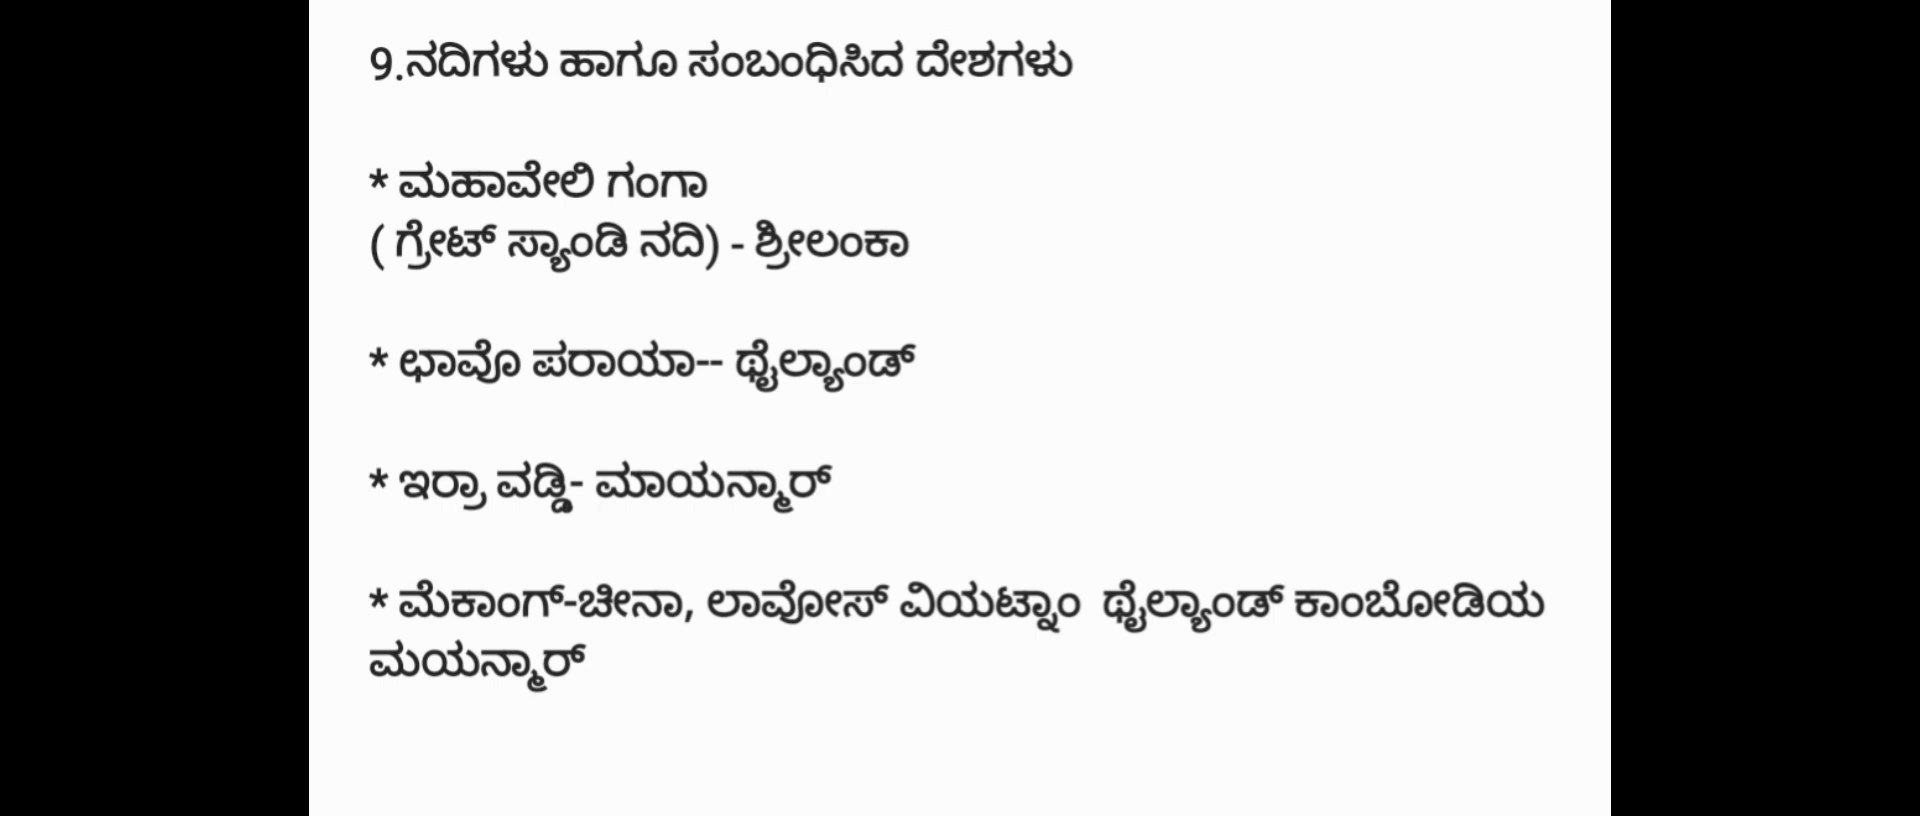 9.ನದಿಗಳು ಹಾಗೂ ಸಂಬಂಧಿಸಿದ ದೇಶಗಳು
* ಮಹಾವೇಲಿ ಗಂಗಾ
( ಗ್ರೇಟ್ ಸ್ಯಾಂಡಿ ನದಿ) - ಶ್ರೀಲಂಕಾ
* ಛಾವೊ ಪರಾಯಾ-- ಥೈಲ್ಯಾಂಡ್
* ಇರ್‍ರಾ ವಡ್ಡಿ- ಮಾಯನ್ಮಾರ್
* ಮೆಕಾಂಗ್-ಚೀನಾ, ಲಾವೋಸ್ ವಿಯಟ್ನಾಂ ಥೈಲ್ಯಾಂಡ್ ಕಾಂಬೋಡಿಯ
ಮಯನ್ಮಾರ್